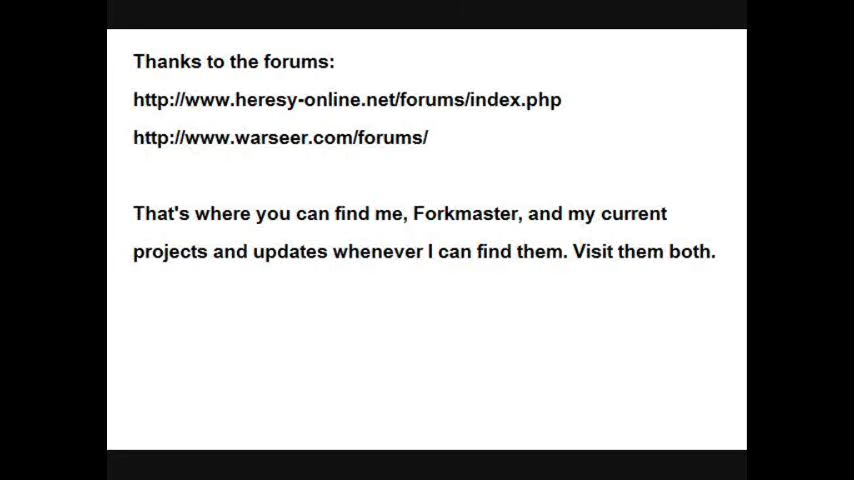 Thanks to the forums:
http://www.heresy-online.net/forums/index.php
http://www.warseer.com/forums/
That's where you can find me, Forkmaster, and my current
projects and updates whenever I can find them. Visit them both.